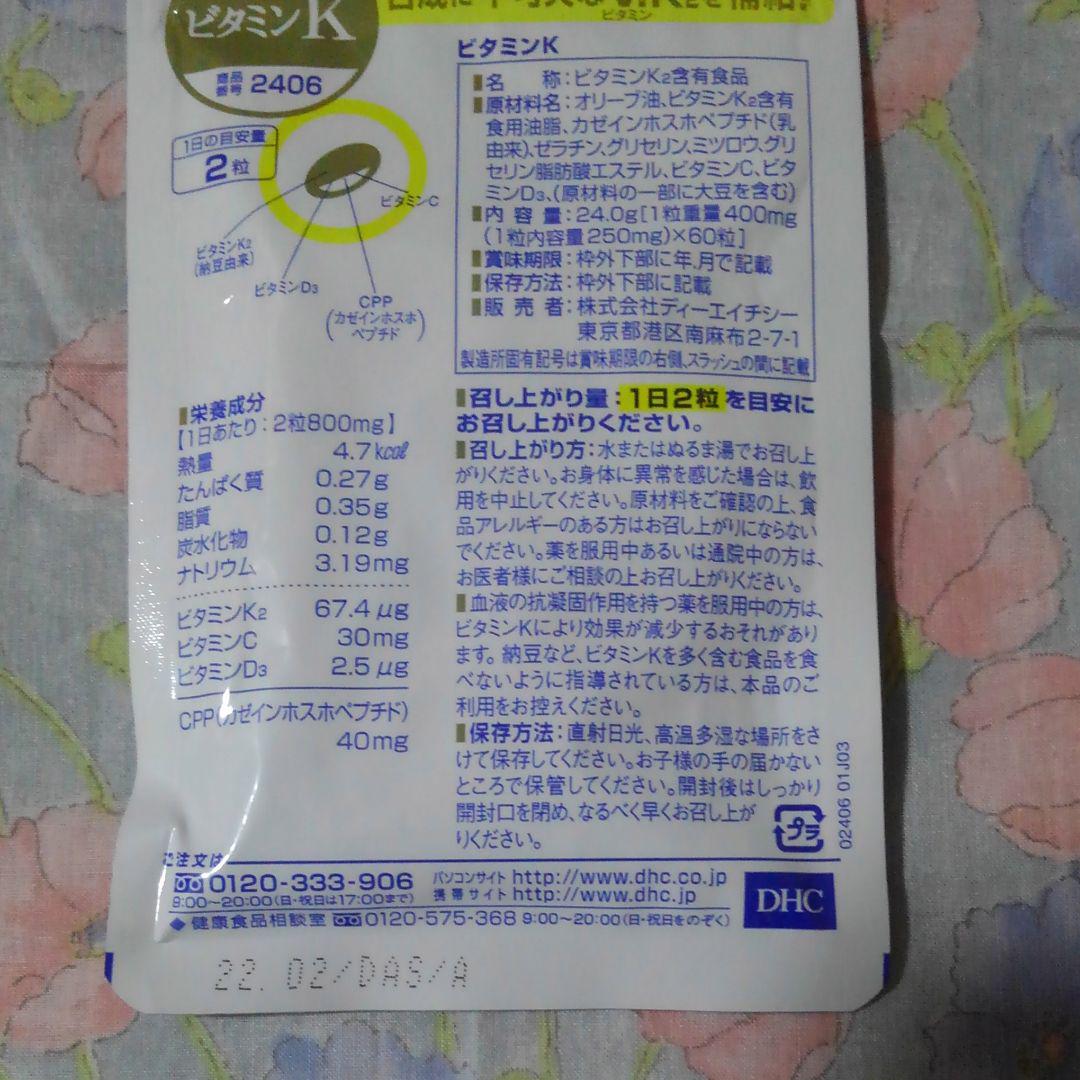 ビタミンK
商品番号 2406
ビタミン
1日の目安量
2粒
ビタミンC
ビタミンK2
(納豆由来)
ビタミンD3
CPP
(カゼインホスホ
ペプチド)
ビタミンK
■名 称:ビタミンK2含有食品
■原材料名:オリーブ油、ビタミンK2含有
食用油脂、カゼインホスホペプチド(乳
由来)、ゼラチン、グリセリン、ミツロウ、グリ
セリン脂肪酸エステル、ビタミンC、ビタ
ミンD3、(原材料の一部に大豆を含む)
■内 容 量:24.0g[1粒重量400mg
(1粒内容量250mg)×60粒]
■賞味期限:枠外下部に年,月で記載
■保存方法:枠外下部に記載
■販 売 者:株式会社ディーエイチシー
東京都港区南麻布2-7-1
製造所固有記号は賞味期限の右側、スラッシュの間に記載
■栄養成分
【1日あたり:2粒800mg】
熱量 4.7kcal
たんぱく質 0.27g
脂質 0.35g
炭水化物 0.12g
ナトリウム 3.19mg
ビタミンK2 67.4μg
ビタミンC 30mg
ビタミンD3 2.5μg
CPP(カゼインホスホペプチド)
40mg
■召し上がり量:1日2粒を目安に
お召し上がりください。
■召し上がり方:水またはぬるま湯でお召し上
がりください。お身体に異常を感じた場合は、飲
用を中止してください。原材料をご確認の上、食
品アレルギーのある方はお召し上がりにならない
でください。薬を服用中あるいは通院中の方は、
お医者様にご相談の上お召し上がりください。
■血液の抗凝固作用を持つ薬を服用中の方は、
ビタミンKにより効果が減少するおそれがあり
ます。納豆など、ビタミンKを多く含む食品を食
べないように指導されている方は、本品のご
利用をお控えください。
■保存方法:直射日光、高温多湿な場所をさ
けて保存してください。お子様の手の届かない
ところで保管してください。開封後はしっかり
開封口を閉め、なるべく早くお召し上が
りください。
プラ
02406 01J03
ご注文は
0120-333-906
9:00~20:00(日・祝日は17:00まで)
パソコンサイト http://www.dhc.co.jp
携帯サイト http://www.dhc.jp
DHC
◆健康食品相談室 0120-575-368 9:00~20:00(日・祝日をのぞく)
22. 02/DAS/A